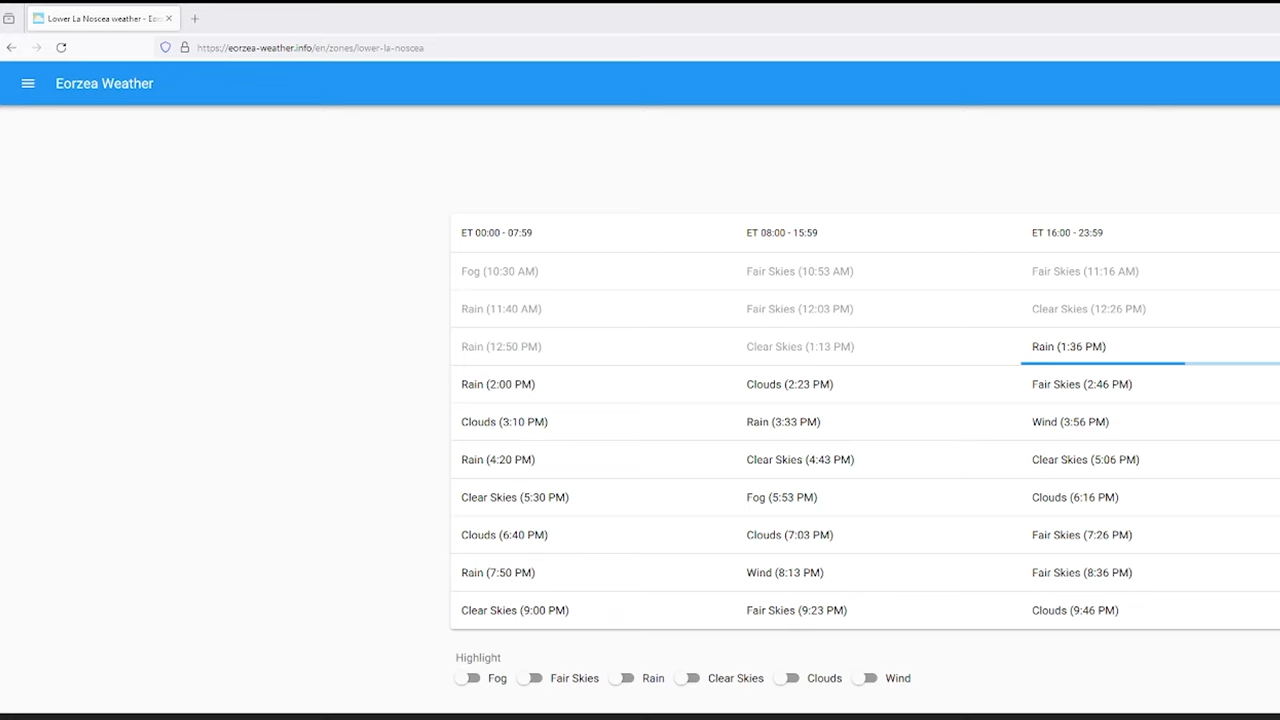 Lower La Noscea weather - Eor
https://eorzea-weather.info/en/zones/lower-la-noscea
Eorzea Weather
ET 00:00 - 07:59 ET 08:00 - 15:59 ET 16:00 - 23:59
Fog (10:30 AM) Fair Skies (10:53 AM) Fair Skies (11:16 AM)
Rain (11:40 AM) Fair Skies (12:03 PM) Clear Skies (12:26 PM)
Rain (12:50 PM) Clear Skies (1:13 PM) Rain (1:36 PM)
Rain (2:00 PM) Clouds (2:23 PM) Fair Skies (2:46 PM)
Clouds (3:10 PM) Rain (3:33 PM) Wind (3:56 PM)
Rain (4:20 PM) Clear Skies (4:43 PM) Clear Skies (5:06 PM)
Clear Skies (5:30 PM) Fog (5:53 PM) Clouds (6:16 PM)
Clouds (6:40 PM) Clouds (7:03 PM) Fair Skies (7:26 PM)
Rain (7:50 PM) Wind (8:13 PM) Fair Skies (8:36 PM)
Clear Skies (9:00 PM) Fair Skies (9:23 PM) Clouds (9:46 PM)
Highlight
Fog Fair Skies Rain Clear Skies Clouds Wind